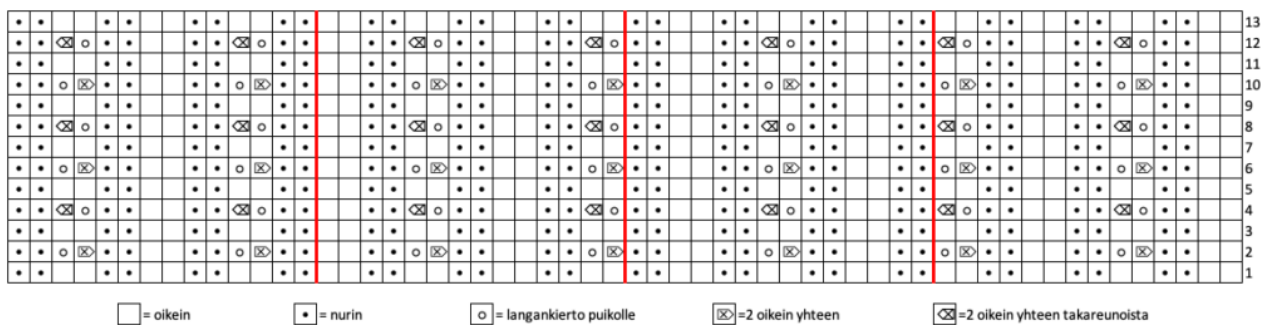 13
12
11
10
9
8
7
6
5
4
3
2
1
= oikein
= nurin
= langankierto puikolle
=2 oikein yhteen
=2 oikein yhteen takareunoista